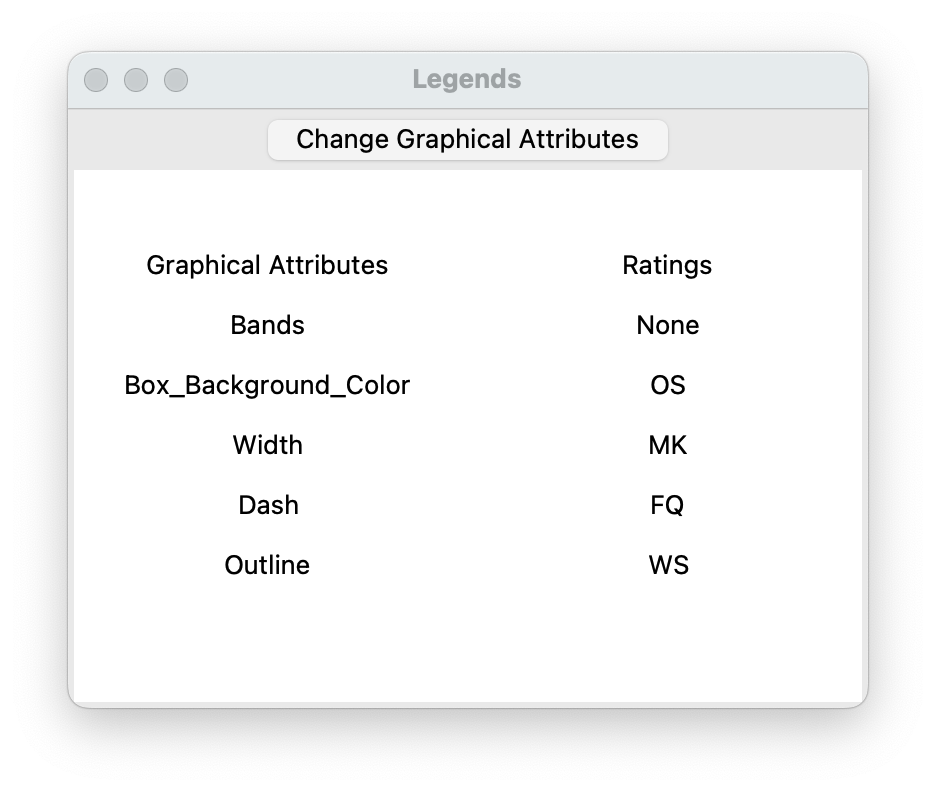 Legends
Change Graphical Attributes
Graphical Attributes Ratings
Bands None
Box_Background_Color OS
Width MK
Dash FQ
Outline WS